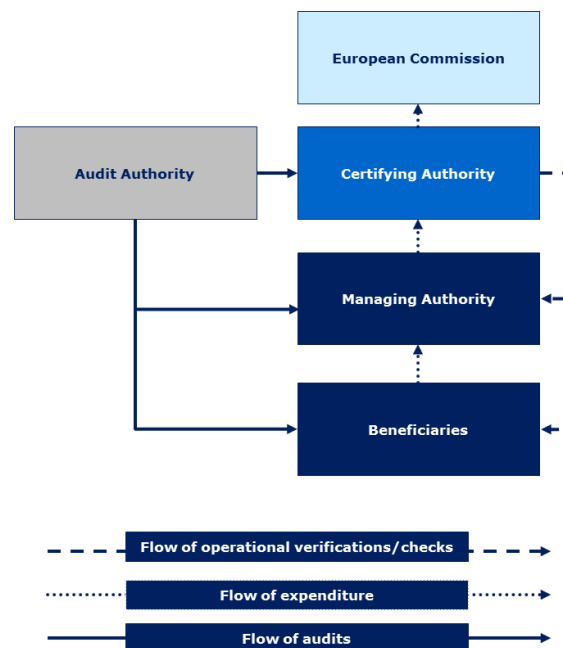 European Commission
Audit Authority
Certifying Authority
Managing Authority
Beneficiaries
Flow of operational verifications/checks
Flow of expenditure
Flow of audits